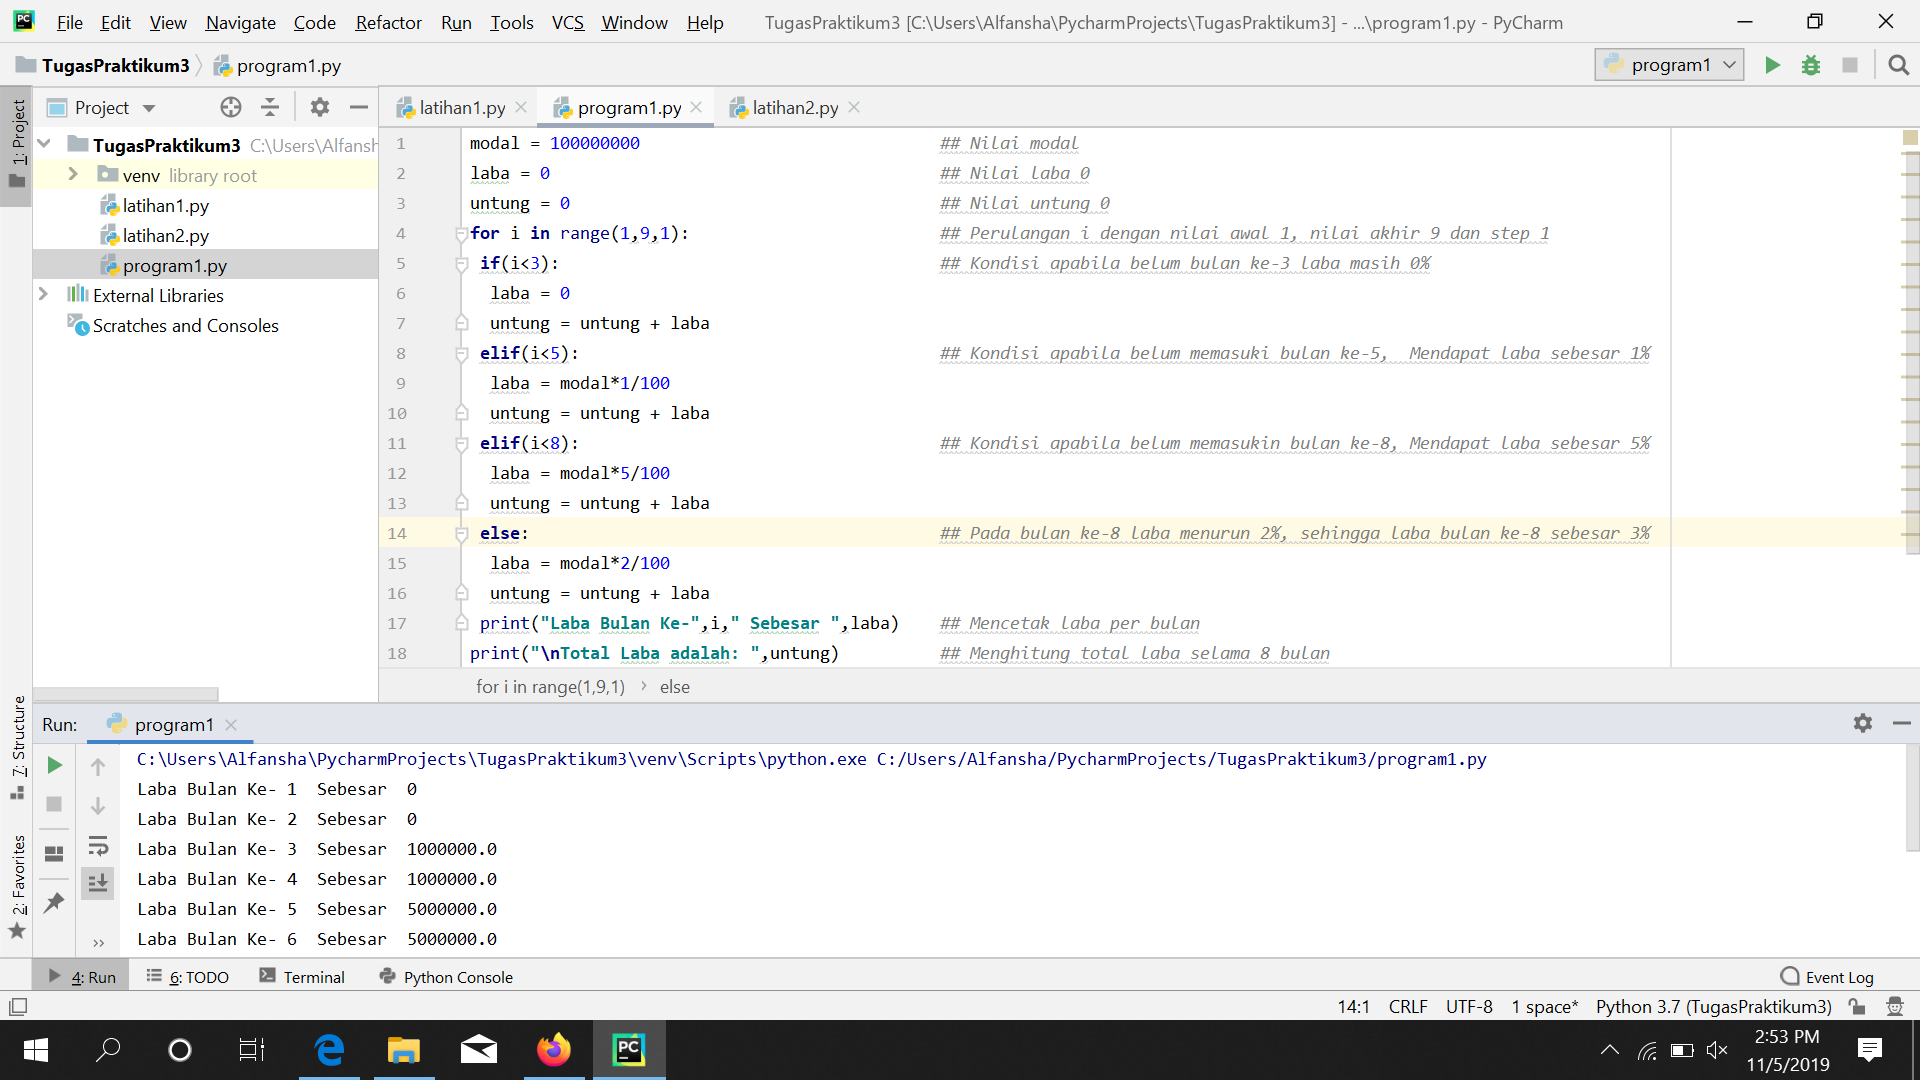 PC File Edit View Navigate Code Refactor Run Tools VCS Window Help TugasPraktikum3 [C:\Users\Alfansha\PycharmProjects\TugasPraktikum3] - ...\program1.py - PyCharm
TugasPraktikum3 program1.py program1
1: Project
Project
latihan1.py program1.py latihan2.py
TugasPraktikum3 C:\Users\Alfansh
venv library root
latihan1.py
latihan2.py
program1.py
External Libraries
Scratches and Consoles
1 modal = 100000000 ## Nilai modal
2 laba = 0 ## Nilai laba 0
3 untung = 0 ## Nilai untung 0
4 for i in range(1,9,1): ## Perulangan i dengan nilai awal 1, nilai akhir 9 dan step 1
5 if(i<3): ## Kondisi apabila belum bulan ke-3 laba masih 0%
6 laba = 0
7 untung = untung + laba
8 elif(i<5): ## Kondisi apabila belum memasuki bulan ke-5,  Mendapat laba sebesar 1%
9 laba = modal*1/100
10 untung = untung + laba
11 elif(i<8): ## Kondisi apabila belum memasukin bulan ke-8, Mendapat laba sebesar 5%
12 laba = modal*5/100
13 untung = untung + laba
14 else: ## Pada bulan ke-8 laba menurun 2%, sehingga laba bulan ke-8 sebesar 3%
15 laba = modal*2/100
16 untung = untung + laba
17 print("Laba Bulan Ke-",i," Sebesar ",laba) ## Mencetak laba per bulan
18 print("\nTotal Laba adalah: ",untung) ## Menghitung total laba selama 8 bulan
for i in range(1,9,1) › else
7: Structure
2: Favorites
Run: program1
C:\Users\Alfansha\PycharmProjects\TugasPraktikum3\venv\Scripts\python.exe C:/Users/Alfansha/PycharmProjects/TugasPraktikum3/program1.py
Laba Bulan Ke- 1  Sebesar  0
Laba Bulan Ke- 2  Sebesar  0
Laba Bulan Ke- 3  Sebesar  1000000.0
Laba Bulan Ke- 4  Sebesar  1000000.0
Laba Bulan Ke- 5  Sebesar  5000000.0
Laba Bulan Ke- 6  Sebesar  5000000.0
4: Run 6: TODO Terminal Python Console Event Log
14:1 CRLF UTF-8 1 space* Python 3.7 (TugasPraktikum3)
PC
2:53 PM
11/5/2019